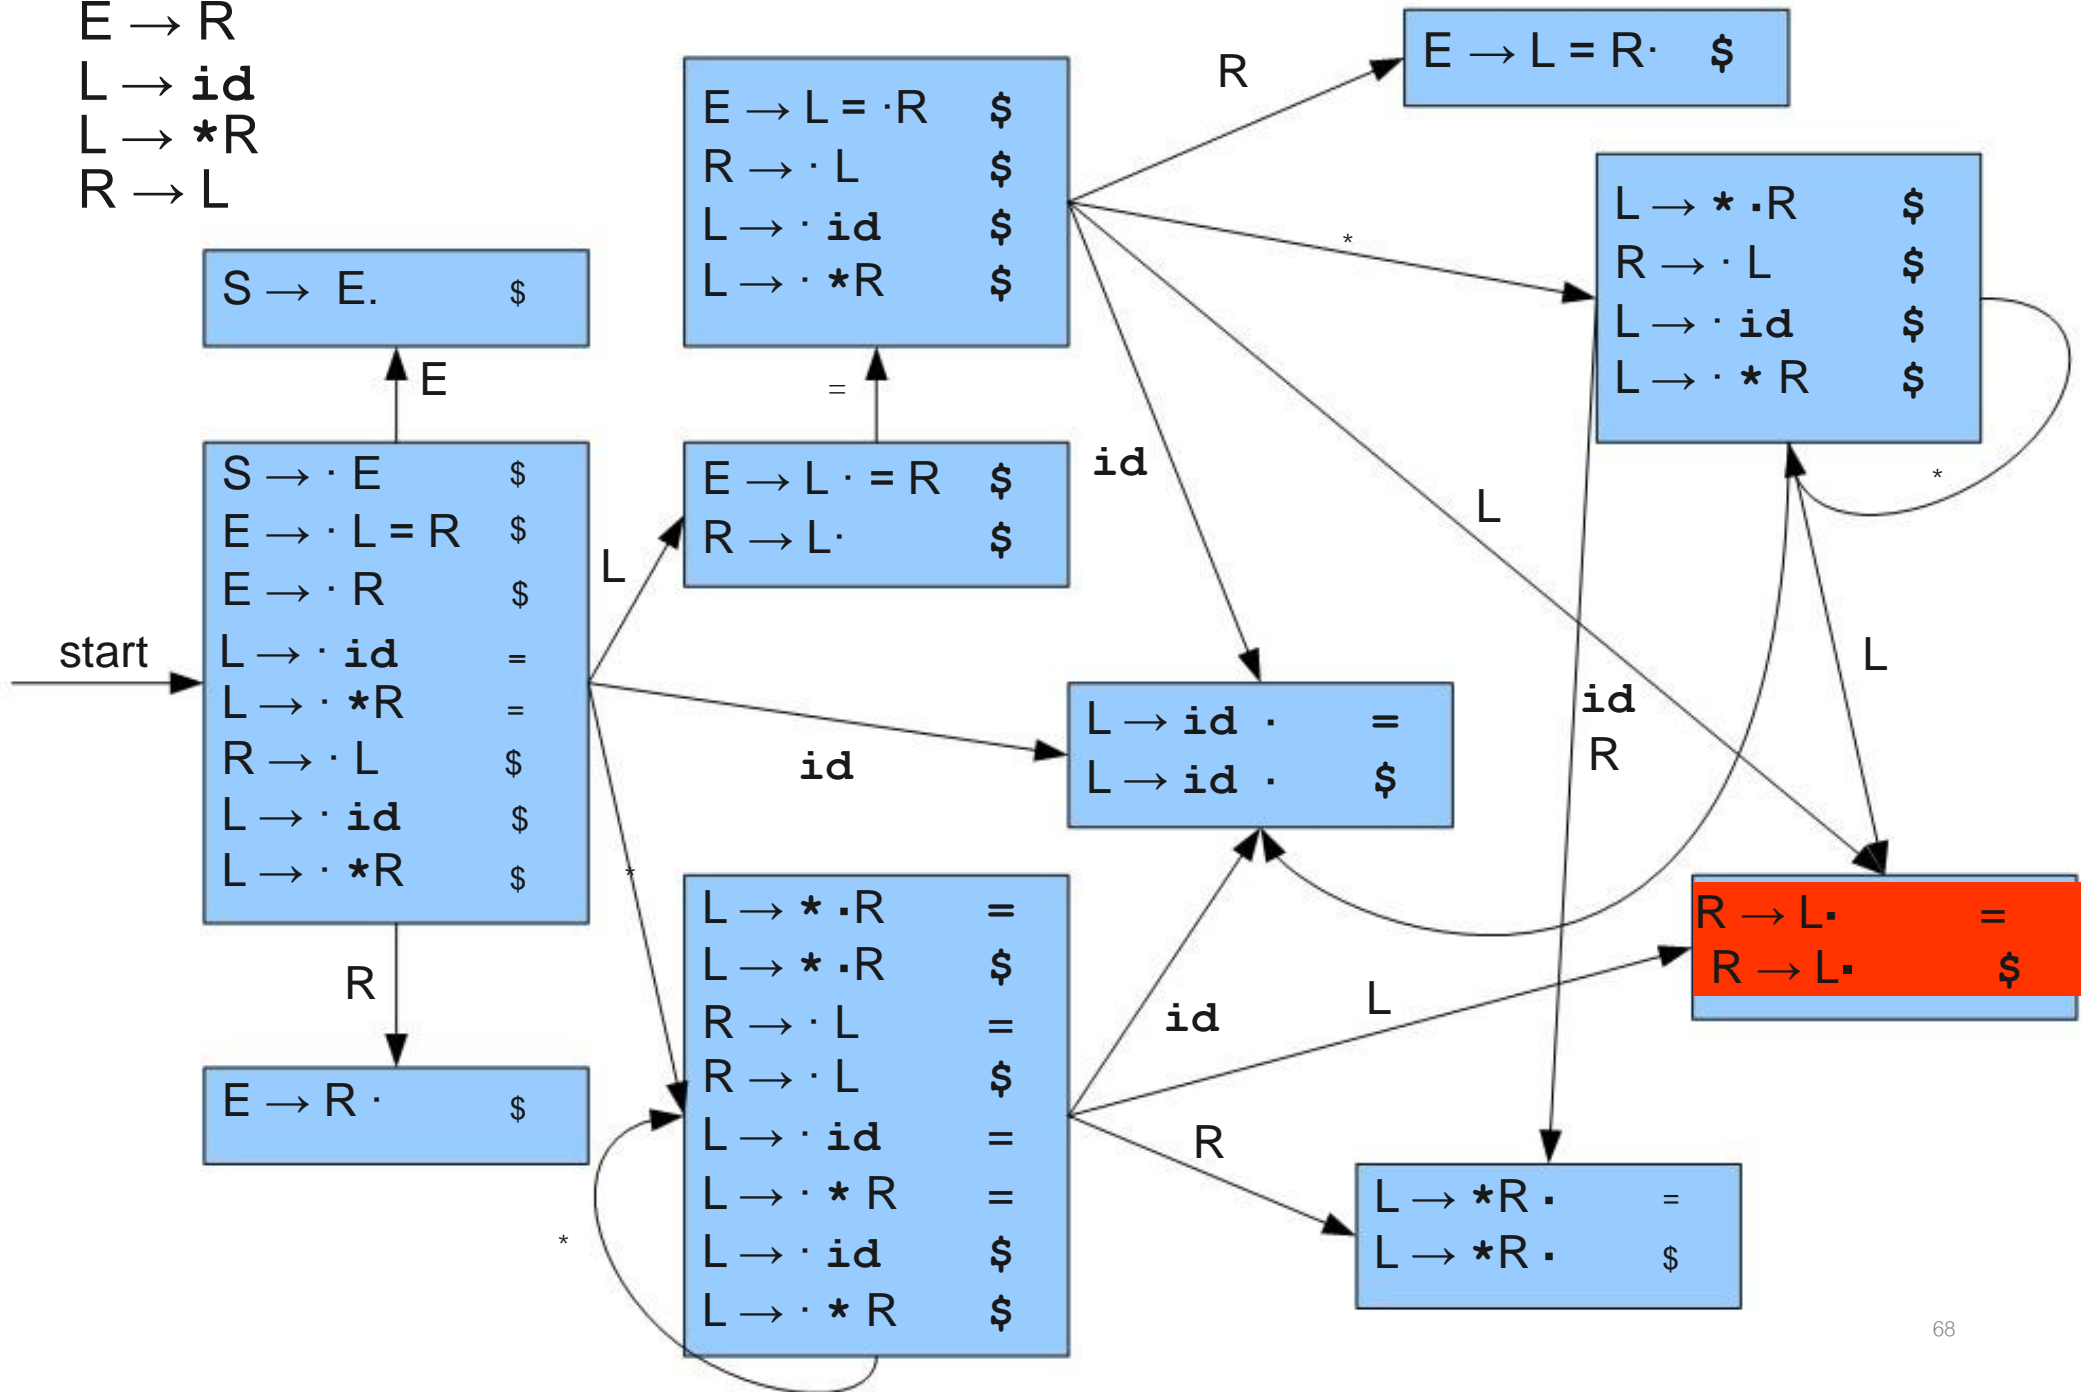 E → R
L → id
L → *R
R → L
S → E. $
E
S → · E $
E → · L = R $
E → · R $
L → · id =
L → · *R =
R → · L $
L → · id $
L → · *R $
start
R
E → R · $
E → L = ·R $
R → · L $
L → · id $
L → · *R $
=
E → L · = R $
R → L· $
L
id
*
L → * ·R =
L → * ·R $
R → · L =
R → · L $
L → · id =
L → · * R =
L → · id $
L → · * R $
*
R
E → L = R· $
*
L → * ·R $
R → · L $
L → · id $
L → · * R $
*
id
L
L
id
R
L → id · =
L → id · $
id
L
R
R → L· =
R → L· $
L → *R · =
L → *R · $
68